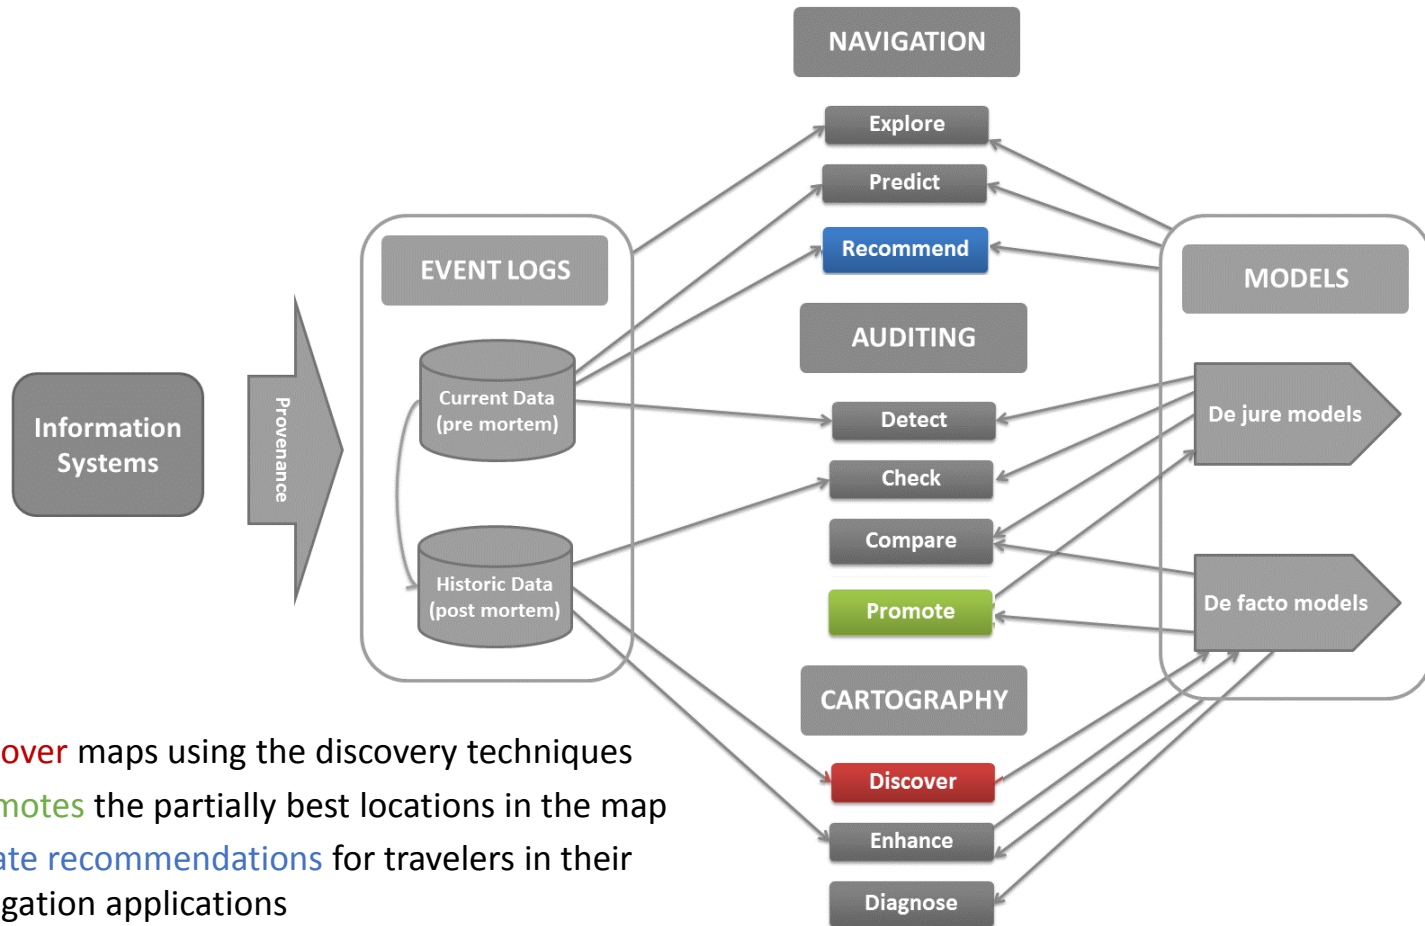 NAVIGATION
Explore
Predict
Recommend
EVENT LOGS
MODELS
AUDITING
Information
Systems
Provenance
Current Data
(pre mortem)
De jure models
Detect
Check
Compare
Historic Data
(post mortem)
Promote
De facto models
CARTOGRAPHY
Discover
Enhance
Diagnose
over maps using the discovery techniques
motes the partially best locations in the map
ate recommendations for travelers in their
gation applications